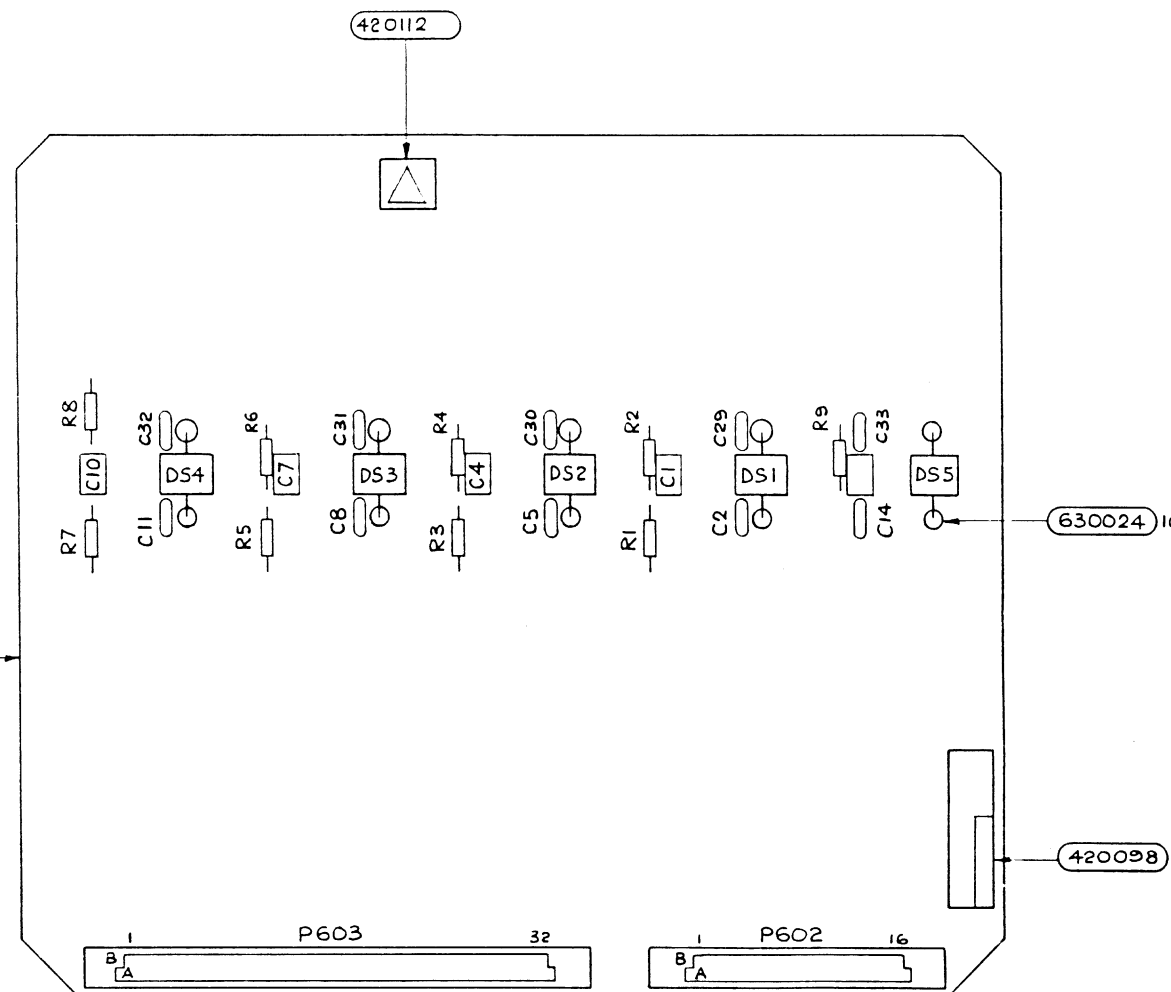 420112
R8
C32
R6
C31
R4
C30
R2
C29
R9
C33
C10
DS4
C7
DS3
C4
DS2
C1
DS1
DS5
R7
C11
R5
C8
R3
C5
R1
C2
C14
630024
420098
1 P603 32
B
A
1 P602 16
B
A